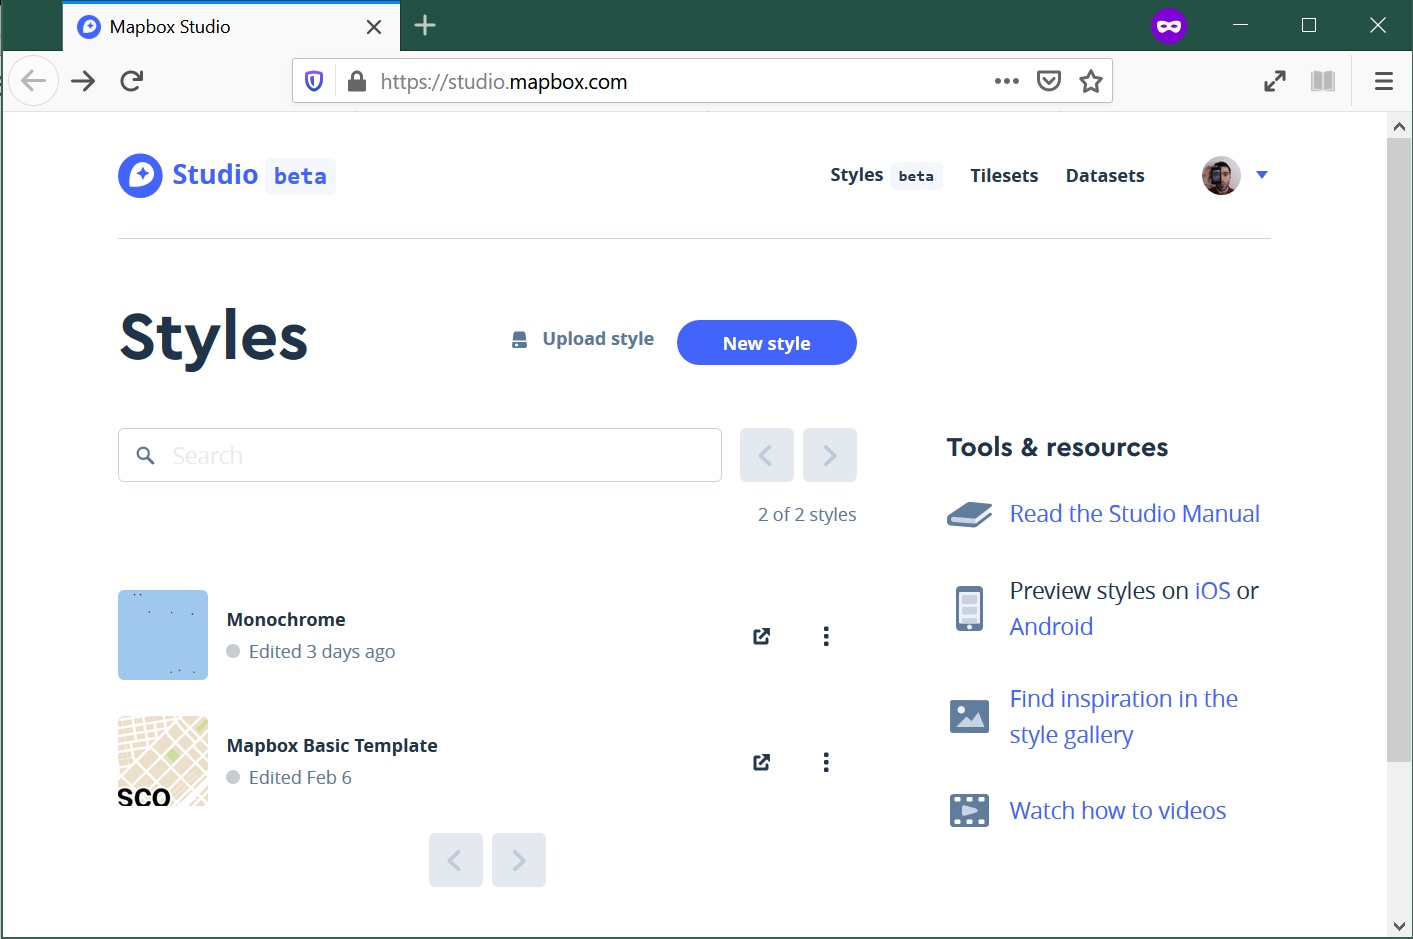 Mapbox Studio
https://studio.mapbox.com
Studio beta
Styles beta Tilesets Datasets
Styles
Upload style
New style
Search
2 of 2 styles
Tools & resources
Read the Studio Manual
Preview styles on iOS or
Android
Find inspiration in the
style gallery
Watch how to videos
Monochrome
Edited 3 days ago
SCO
Mapbox Basic Template
Edited Feb 6